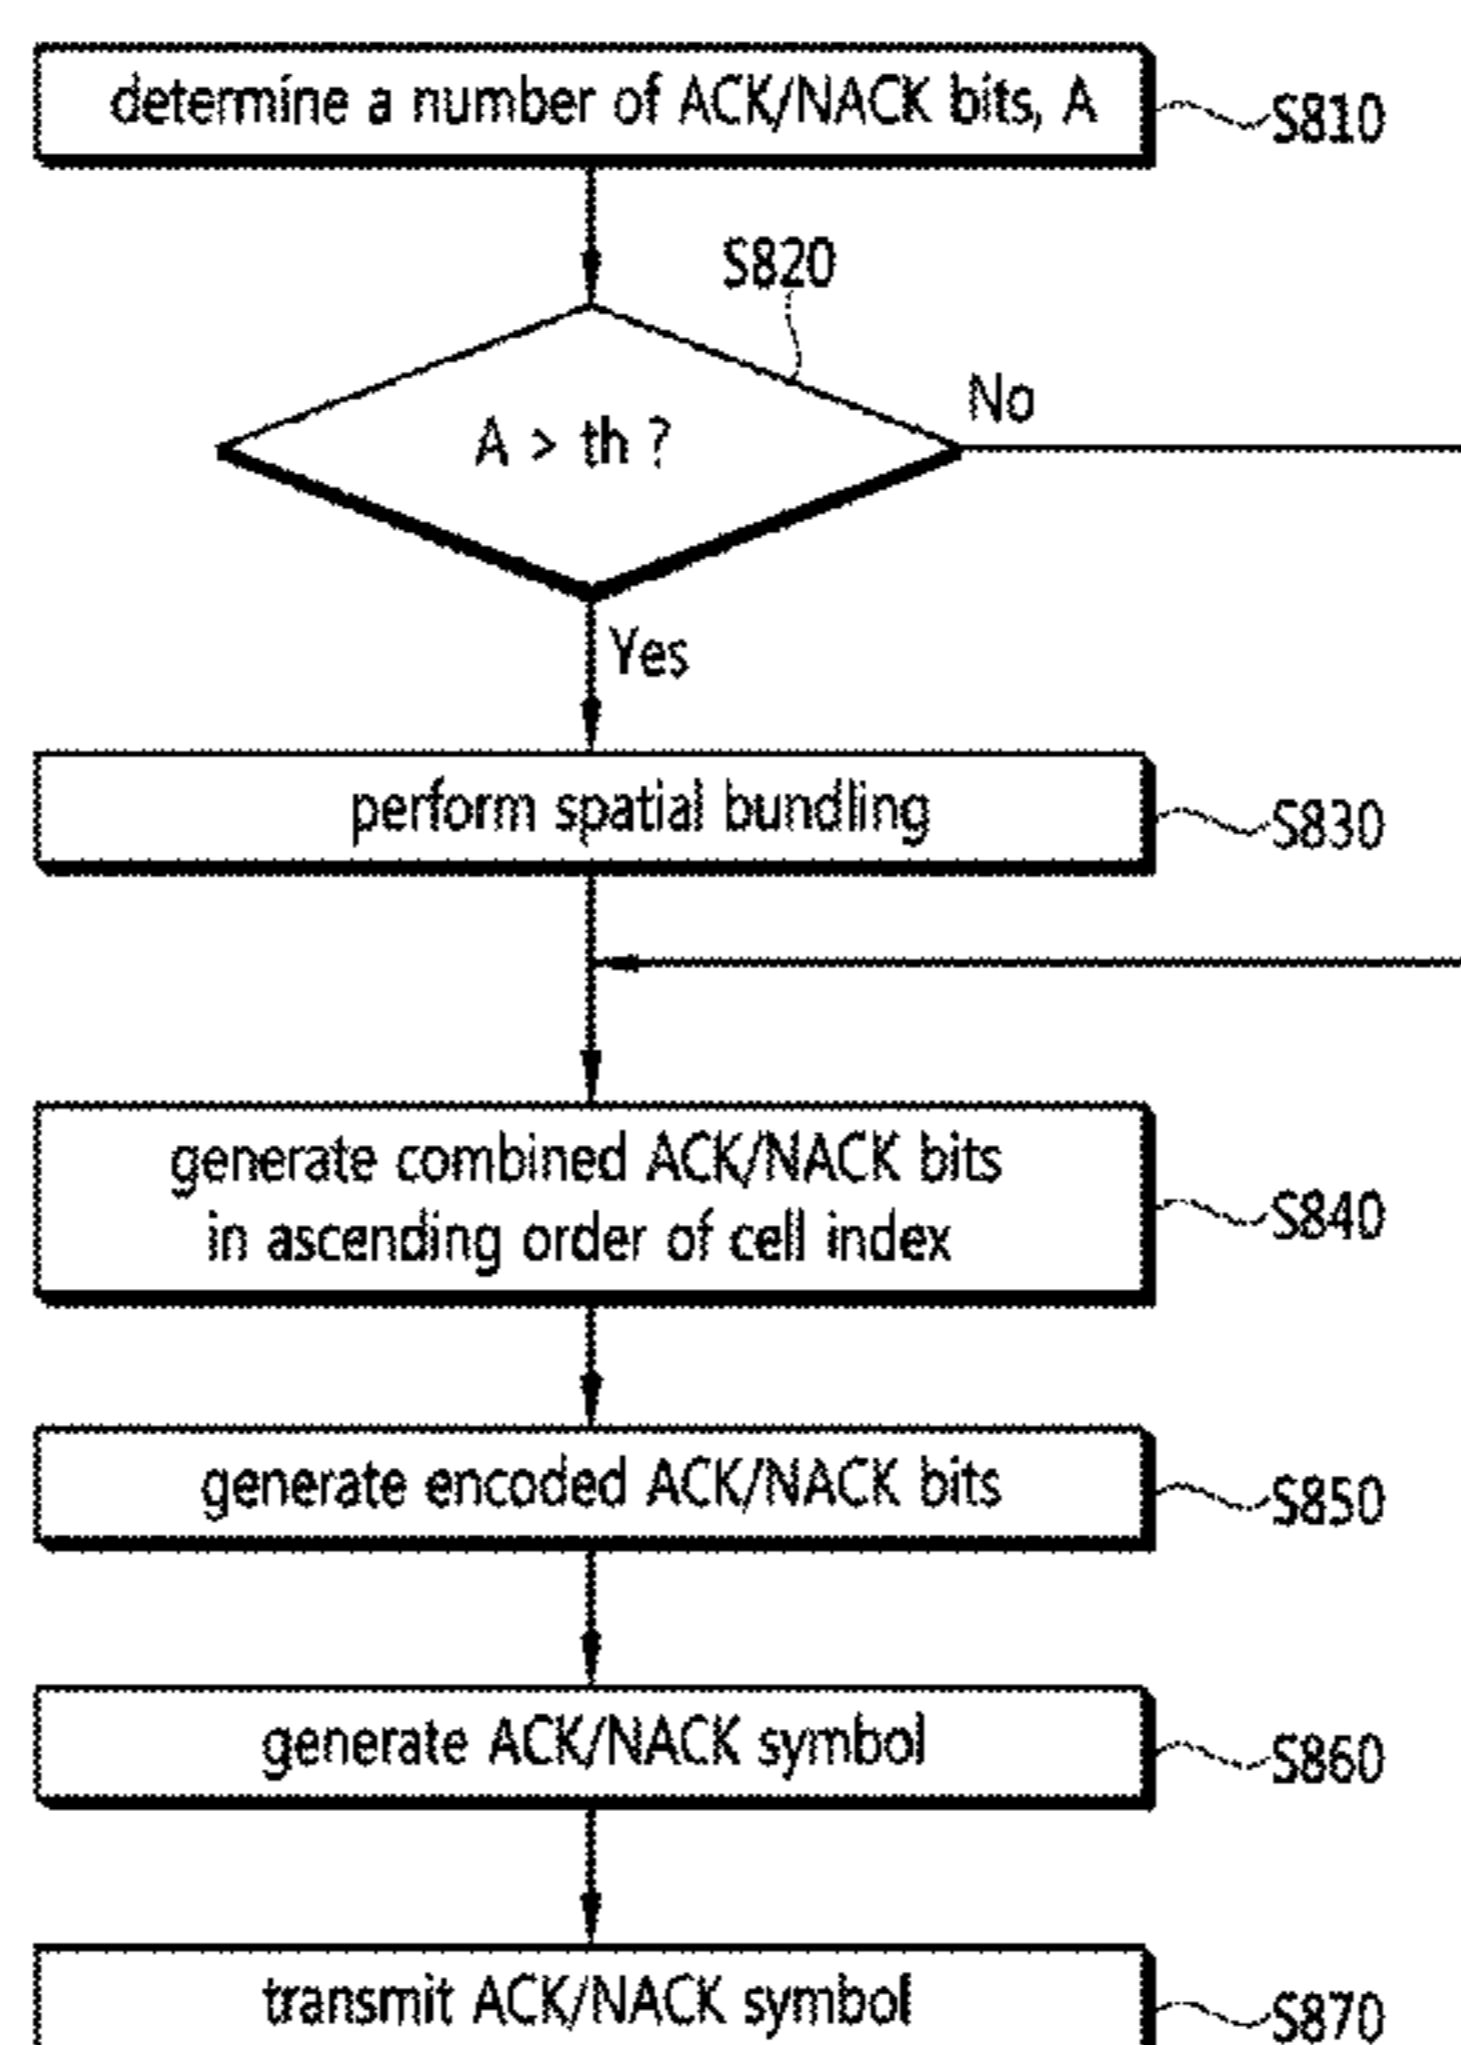 determine a number of ACK/NACK bits, A
S810
S820
A > th ?
No
Yes
perform spatial bundling
S830
generate combined ACK/NACK bits
in ascending order of cell index
S840
generate encoded ACK/NACK bits
S850
generate ACK/NACK symbol
S860
transmit ACK/NACK symbol
S870